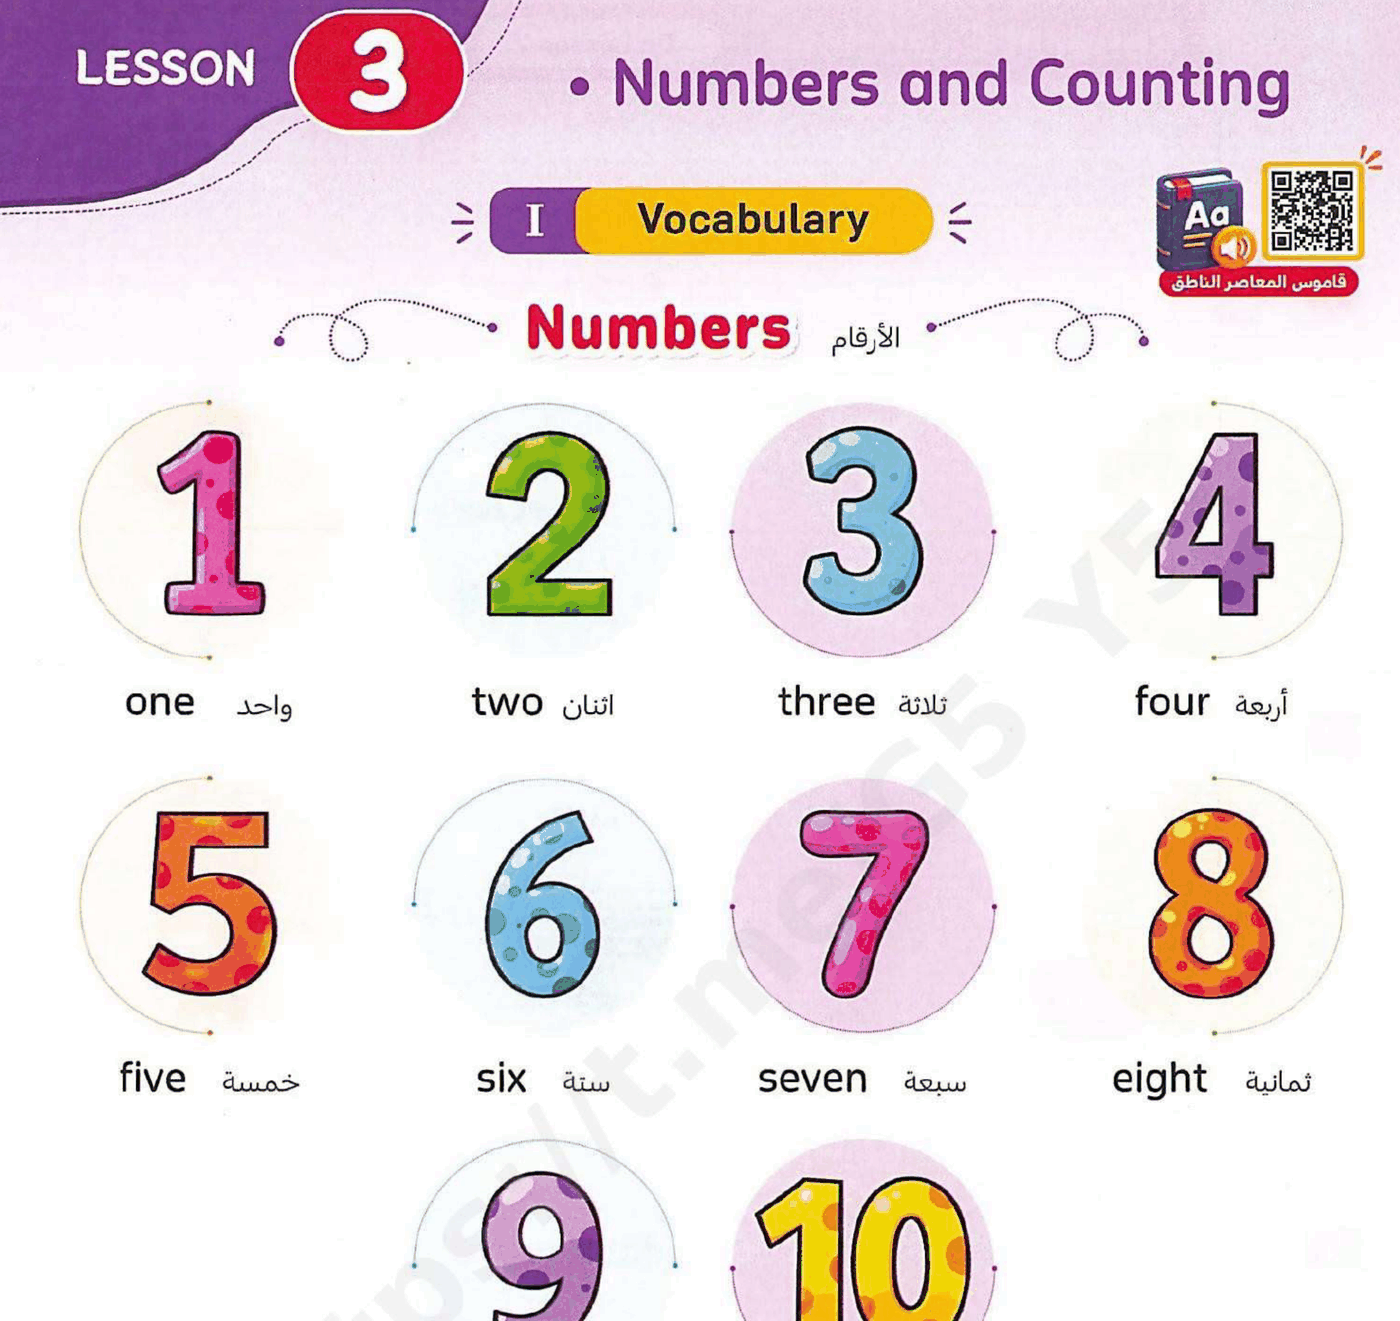 LESSON 3
• Numbers and Counting
I Vocabulary
Aa
قاموس المعاصر الناطق
Numbers الأرقام
1 2 3 4
one واحد two اثنان three ثلاثة four أربعة
5 6 7 8
five خمسة six ستة seven سبعة eight ثمانية
9 10